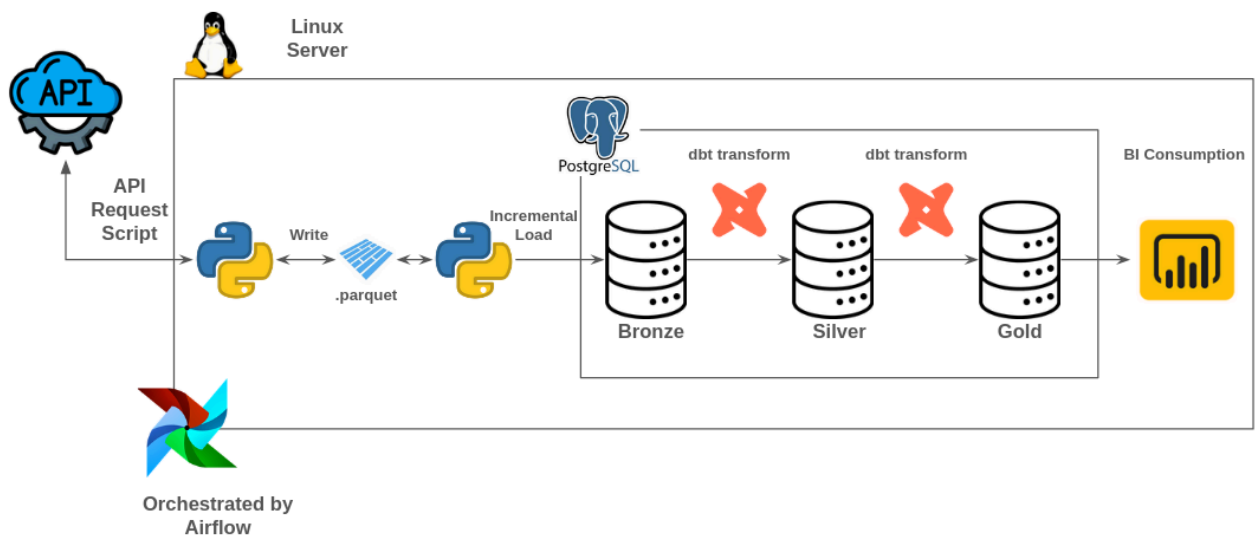 Linux
Server
API
API
Request
Script
Write
.parquet
Incremental
Load
PostgreSQL
dbt transform
dbt transform
BI Consumption
Bronze
Silver
Gold
Orchestrated by
Airflow